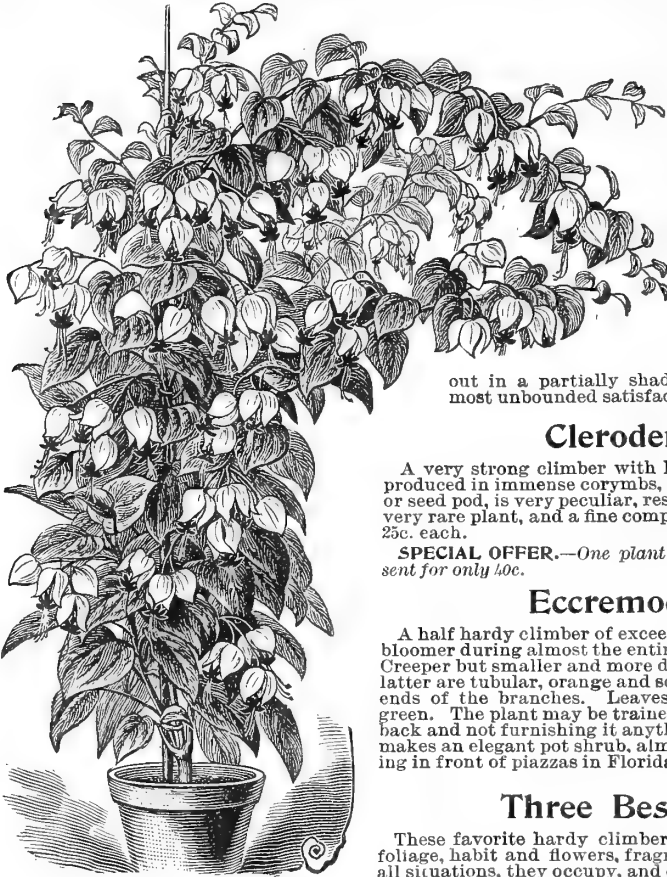 out in a partially shad
most unbounded satisfac
Cleroder
A very strong climber with l
produced in immense corymbs,
or seed pod, is very peculiar, res
very rare plant, and a fine comp
25c. each.
SPECIAL OFFER.—One plant
sent for only 40c.
Eccremoc
A half hardy climber of exceed
bloomer during almost the entir
Creeper but smaller and more d
latter are tubular, orange and sc
ends of the branches. Leaves
green. The plant may be traine
back and not furnishing it anyth
makes an elegant pot shrub, alm
ing in front of piazzas in Florida
Three Bes
These favorite hardy climber
foliage, habit and flowers, fragr
all situations, they occupy, and